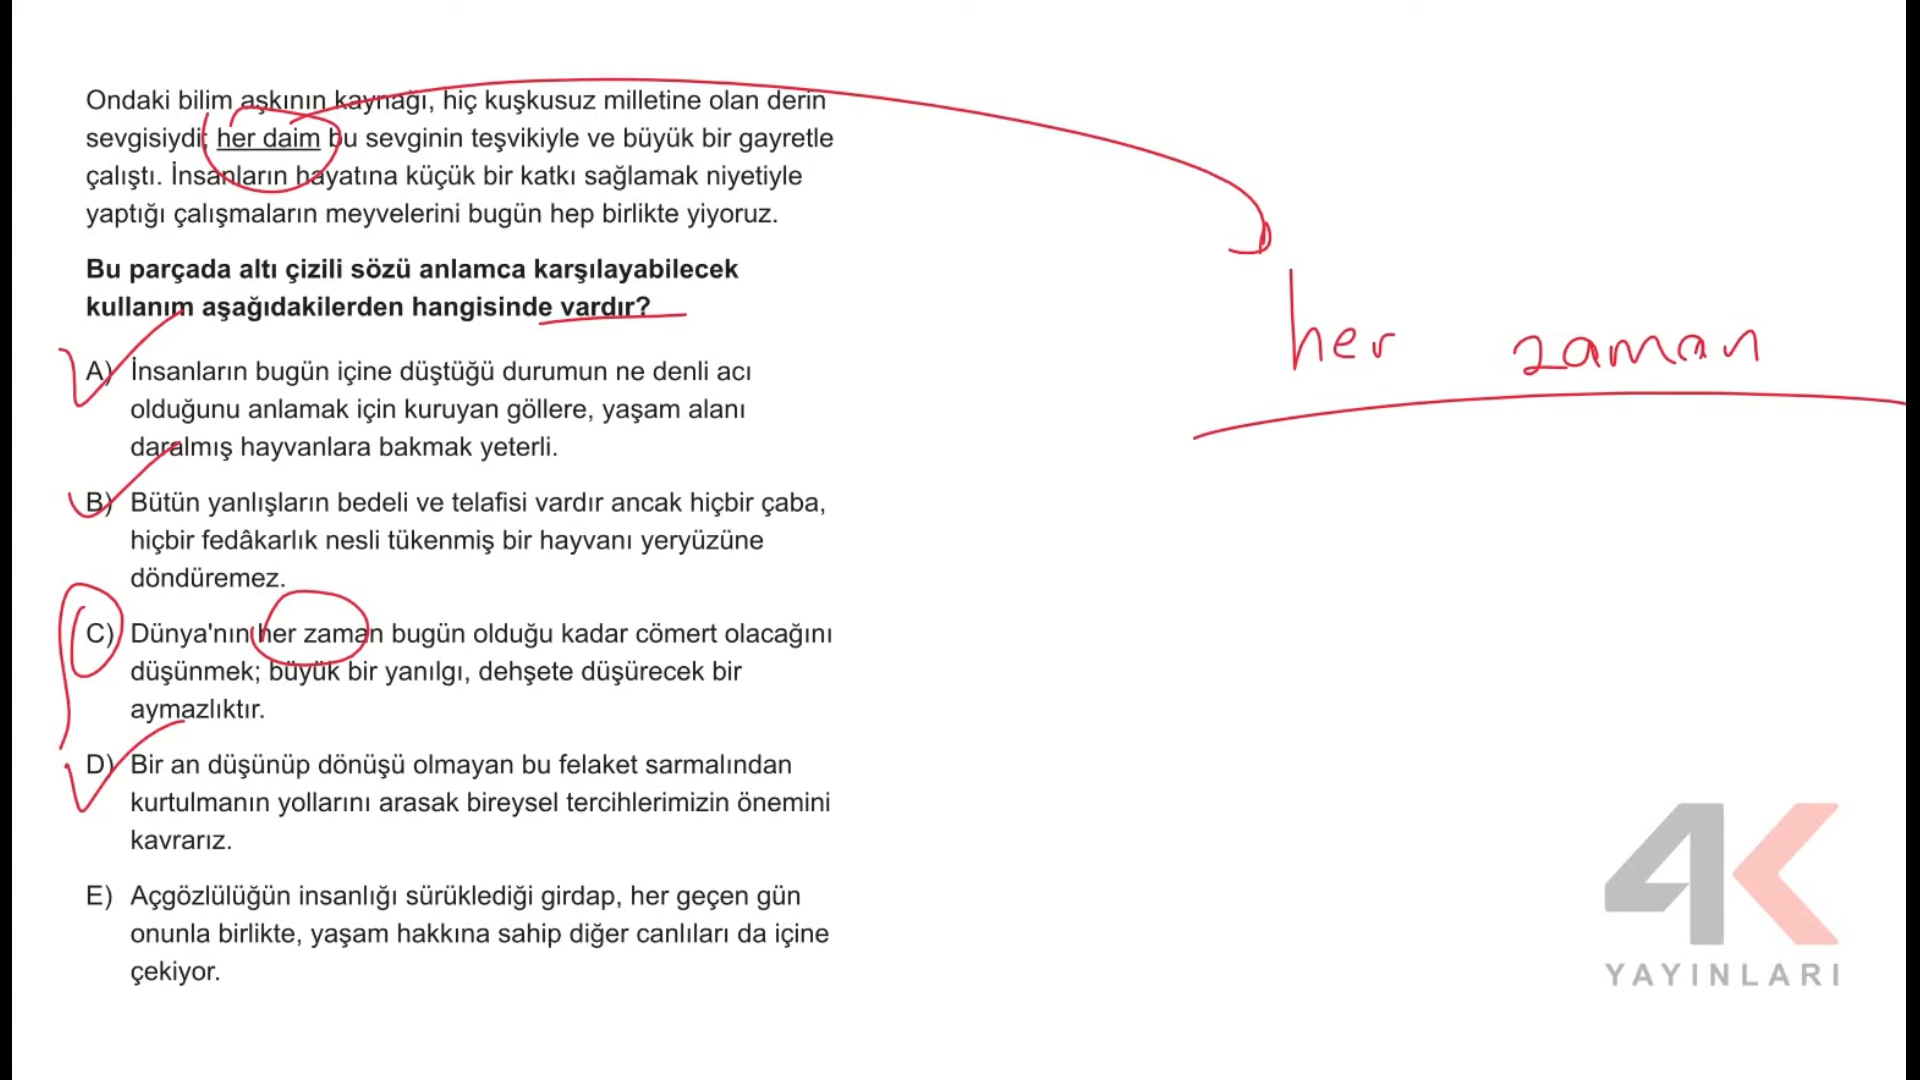 Ondaki bilim aşkının kaynağı, hiç kuşkusuz milletine olan derin
sevgisiydi; her daim bu sevginin teşvikiyle ve büyük bir gayretle
çalıştı. İnsanların hayatına küçük bir katkı sağlamak niyetiyle
yaptığı çalışmaların meyvelerini bugün hep birlikte yiyoruz.
Bu parçada altı çizili sözü anlamca karşılayabilecek
kullanım aşağıdakilerden hangisinde vardır?
her zaman
A) İnsanların bugün içine düştüğü durumun ne denli acı
olduğunu anlamak için kuruyan göllere, yaşam alanı
daralmış hayvanlara bakmak yeterli.
B) Bütün yanlışların bedeli ve telafisi vardır ancak hiçbir çaba,
hiçbir fedâkarlık nesli tükenmiş bir hayvanı yeryüzüne
döndüremez.
C) Dünya'nın her zaman bugün olduğu kadar cömert olacağını
düşünmek; büyük bir yanılgı, dehşete düşürecek bir
aymazlıktır.
D) Bir an düşünüp dönüşü olmayan bu felaket sarmalından
kurtulmanın yollarını arasak bireysel tercihlerimizin önemini
kavrarız.
E) Açgözlülüğün insanlığı sürüklediği girdap, her geçen gün
onunla birlikte, yaşam hakkına sahip diğer canlıları da içine
çekiyor.
4K
YAYINLARI